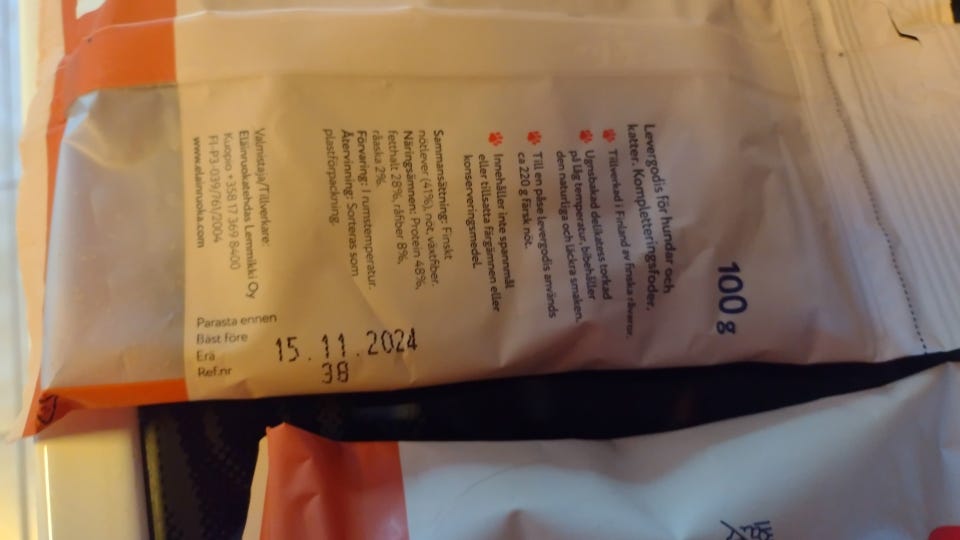 100 g
Levergodis för hundar och
katter. Kompletteringsfoder.
Tillverkad i Finland av finska råvaror.
Ugnsbakad delikatess torkad
på låg temperatur, bibehåller
den naturliga och läckra smaken.
Till en påse levergodis används
ca 220 g färsk nöt.
Innehåller inte spannmål
eller tillsatta färgämnen eller
konserveringsmedel.
Sammansättning: Finskt
nötlever (41%), nöt, växtfiber.
Näringsämnen: Protein 48%,
fetthalt 28%, råfiber 8%,
råaska 2%.
Förvaring: I rumstemperatur.
Återvinning: Sorteras som
plastförpackning.
Valmistaja/Tillverkare:
Eläinruokatehdas Lemmikki Oy
Kuopio • 358 17 369 8400
FI-P3-039/76/2004
www.elainruoka.com
Parasta ennen
Bäst före
Erä
Ref.nr
15.11.2024
38